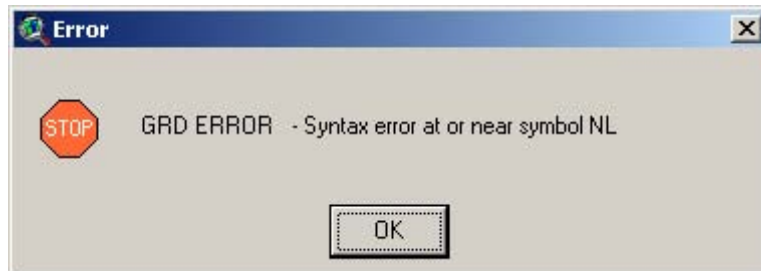 Error
STOP
GRD ERROR - Syntax error at or near symbol NL
OK